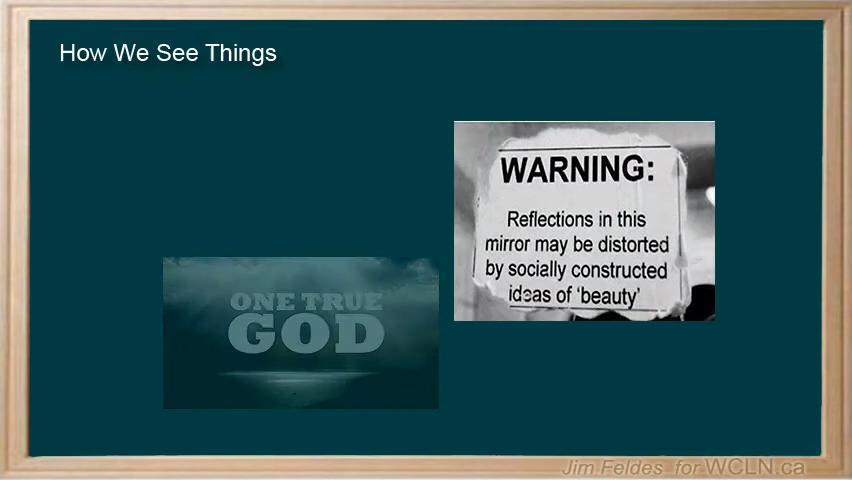 How We See Things
WARNING:
Reflections in this
mirror may be distorted
by socially constructed
ideas of 'beauty'
ONE TRUE
GOD
Jim Feldes for WCLN.ca